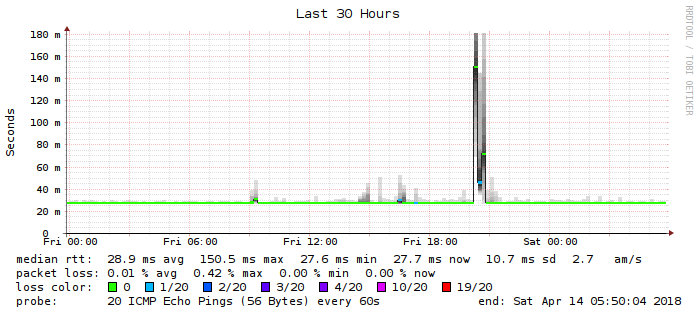 Last 30 Hours
RRDTOOL / TOBI OETIKER
Seconds
180 m
160 m
140 m
120 m
100 m
80 m
60 m
40 m
20 m
0
Fri 00:00 Fri 06:00 Fri 12:00 Fri 18:00 Sat 00:00
median rtt: 28.9 ms avg 150.5 ms max 27.6 ms min 27.7 ms now 10.7 ms sd 2.7 am/s
packet loss: 0.01 % avg 0.42 % max 0.00 % min 0.00 % now
loss color: 0 1/20 2/20 3/20 4/20 10/20 19/20
probe: 20 ICMP Echo Pings (56 Bytes) every 60s end: Sat Apr 14 05:50:04 2018